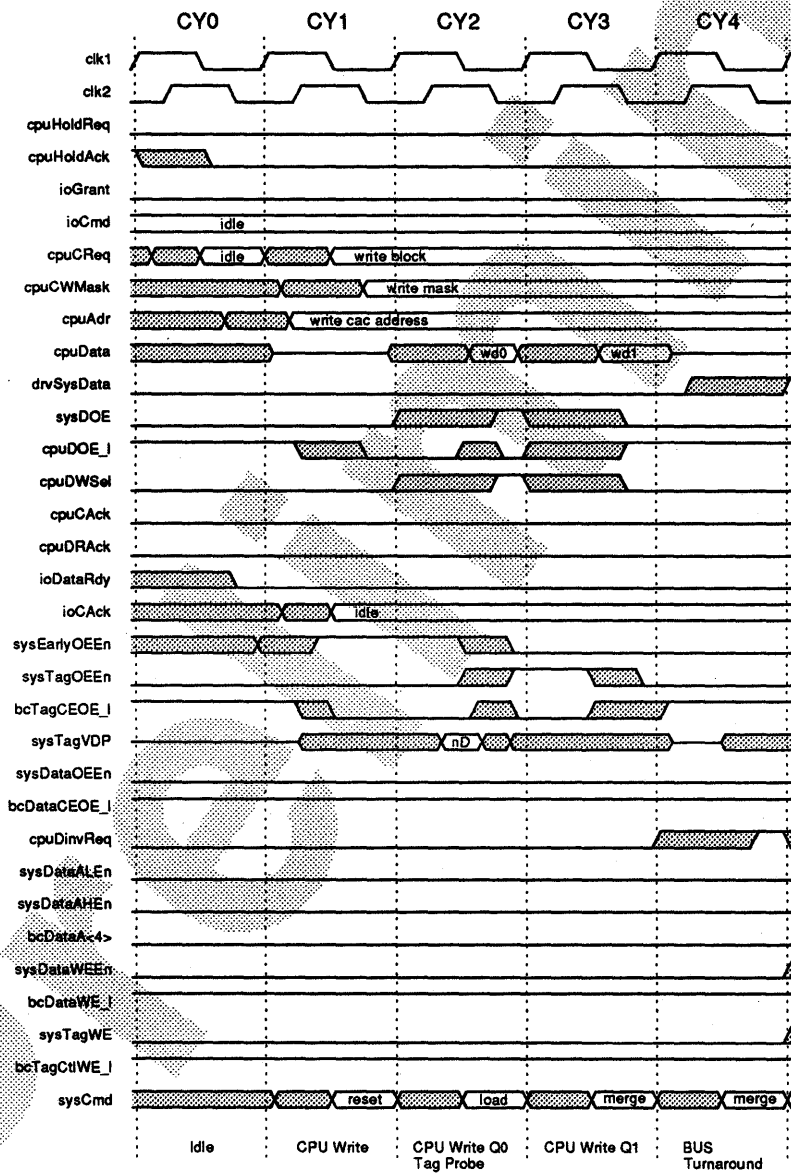 CY0 CY1 CY2 CY3 CY4
clk1
clk2
cpuHoldReq
cpuHoldAck
ioGrant
ioCmd idle
cpuCReq idle write block
cpuCWMask write mask
cpuAdr write cac address
cpuData wd0 wd1
drvSysData
sysDOE
cpuDOE_l
cpuDWSel
cpuCAck
cpuDRAck
ioDataRdy
ioCAck idle
sysEarlyOEEn
sysTagOEEn
bcTagCEOE_l
sysTagVDP nD
sysDataOEEn
bcDataCEOE_l
cpuDinvReq
sysDataALEn
sysDataAHEn
bcDataA<4>
sysDataWEEn
bcDataWE_l
sysTagWE
bcTagCtlWE_l
sysCmd reset load merge merge
Idle CPU Write CPU Write Q0 CPU Write Q1 BUS
Tag Probe Turnaround